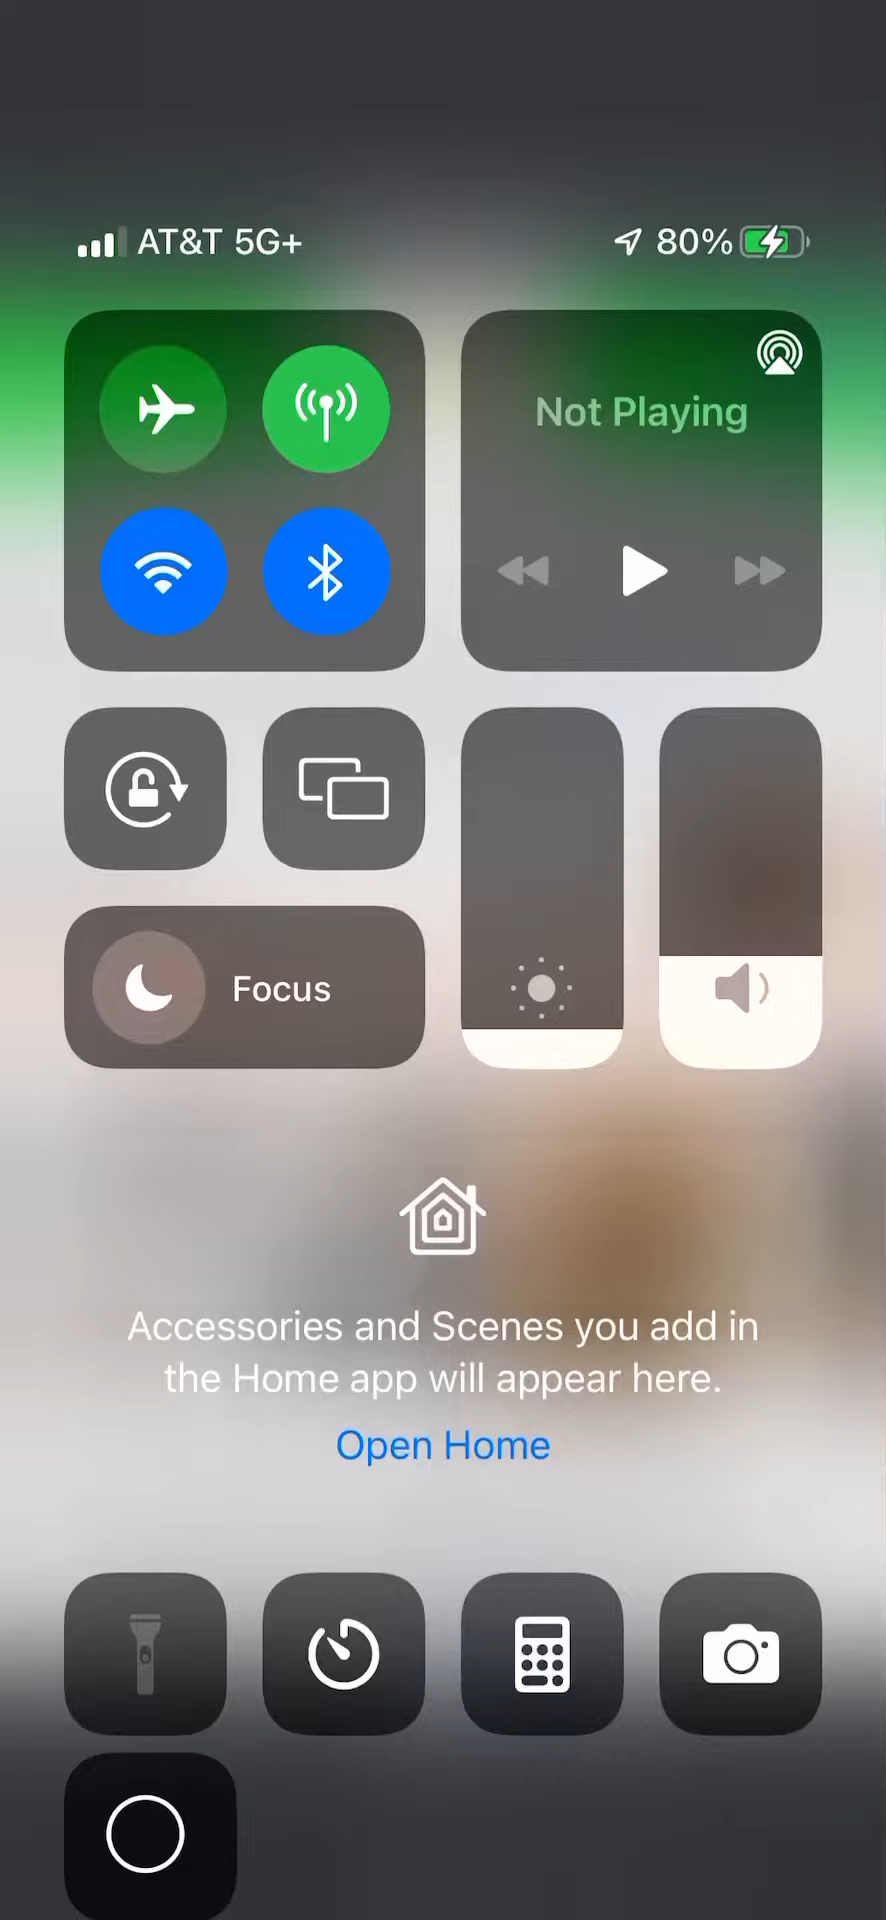 AT&T 5G+ 80%
Not Playing
Focus
Accessories and Scenes you add in
the Home app will appear here.
Open Home